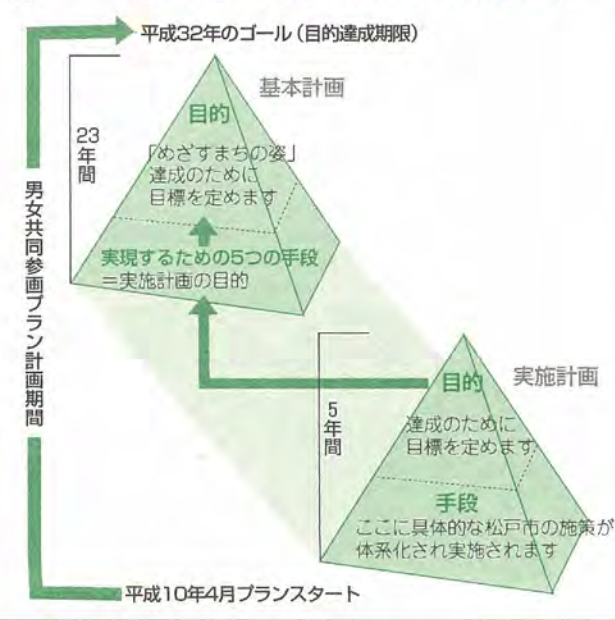 平成32年のゴール(目的達成期限)
基本計画
目的
「めざすまちの姿」
達成のために
目標を定めます
23年間
実現するための5つの手段
=実施計画の目的
男女共同参画プラン計画期間
実施計画
目的
達成のために
目標を定めます
5年間
手段
ここに具体的な松戸市の施策が
体系化され実施されます
平成10年4月プランスタート